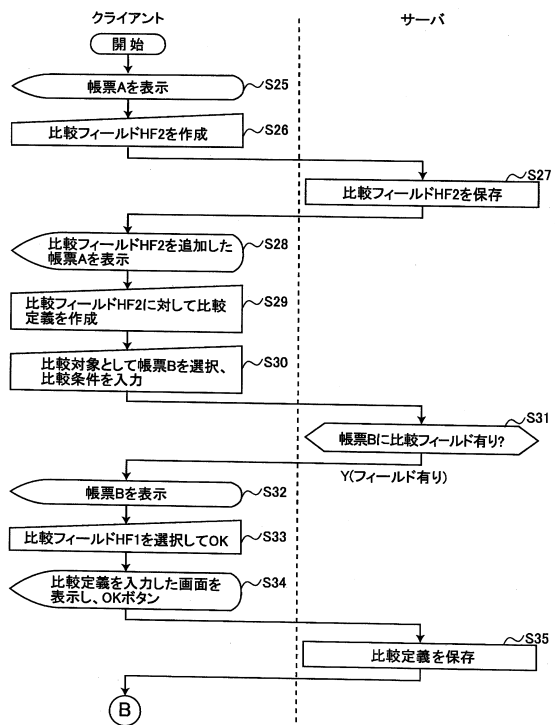 クライアント
サーバ
開始
帳票Aを表示
S25
比較フィールドHF2を作成
S26
比較フィールドHF2を保存
S27
比較フィールドHF2を追加した
帳票Aを表示
S28
比較フィールドHF2に対して比較
定義を作成
S29
比較対象として帳票Bを選択、
比較条件を入力
S30
帳票Bに比較フィールド有り?
S31
Y(フィールド有り)
帳票Bを表示
S32
比較フィールドHF1を選択してOK
S33
比較定義を入力した画面を
表示し、OKボタン
S34
比較定義を保存
S35
B